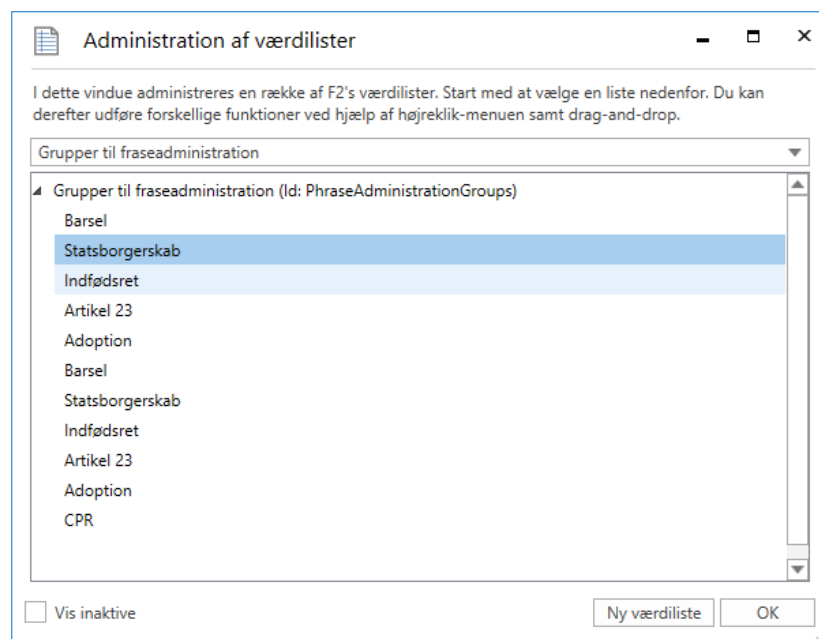 Administration af værdilister
I dette vindue administreres en række af F2's værdilister. Start med at vælge en liste nedenfor. Du kan
derefter udføre forskellige funktioner ved hjælp af højreklik-menuen samt drag-and-drop.
Grupper til fraseadministration
Grupper til fraseadministration (Id: PhraseAdministrationGroups)
Barsel
Statsborgerskab
Indfødsret
Artikel 23
Adoption
Barsel
Statsborgerskab
Indfødsret
Artikel 23
Adoption
CPR
Vis inaktive
Ny værdiliste
OK